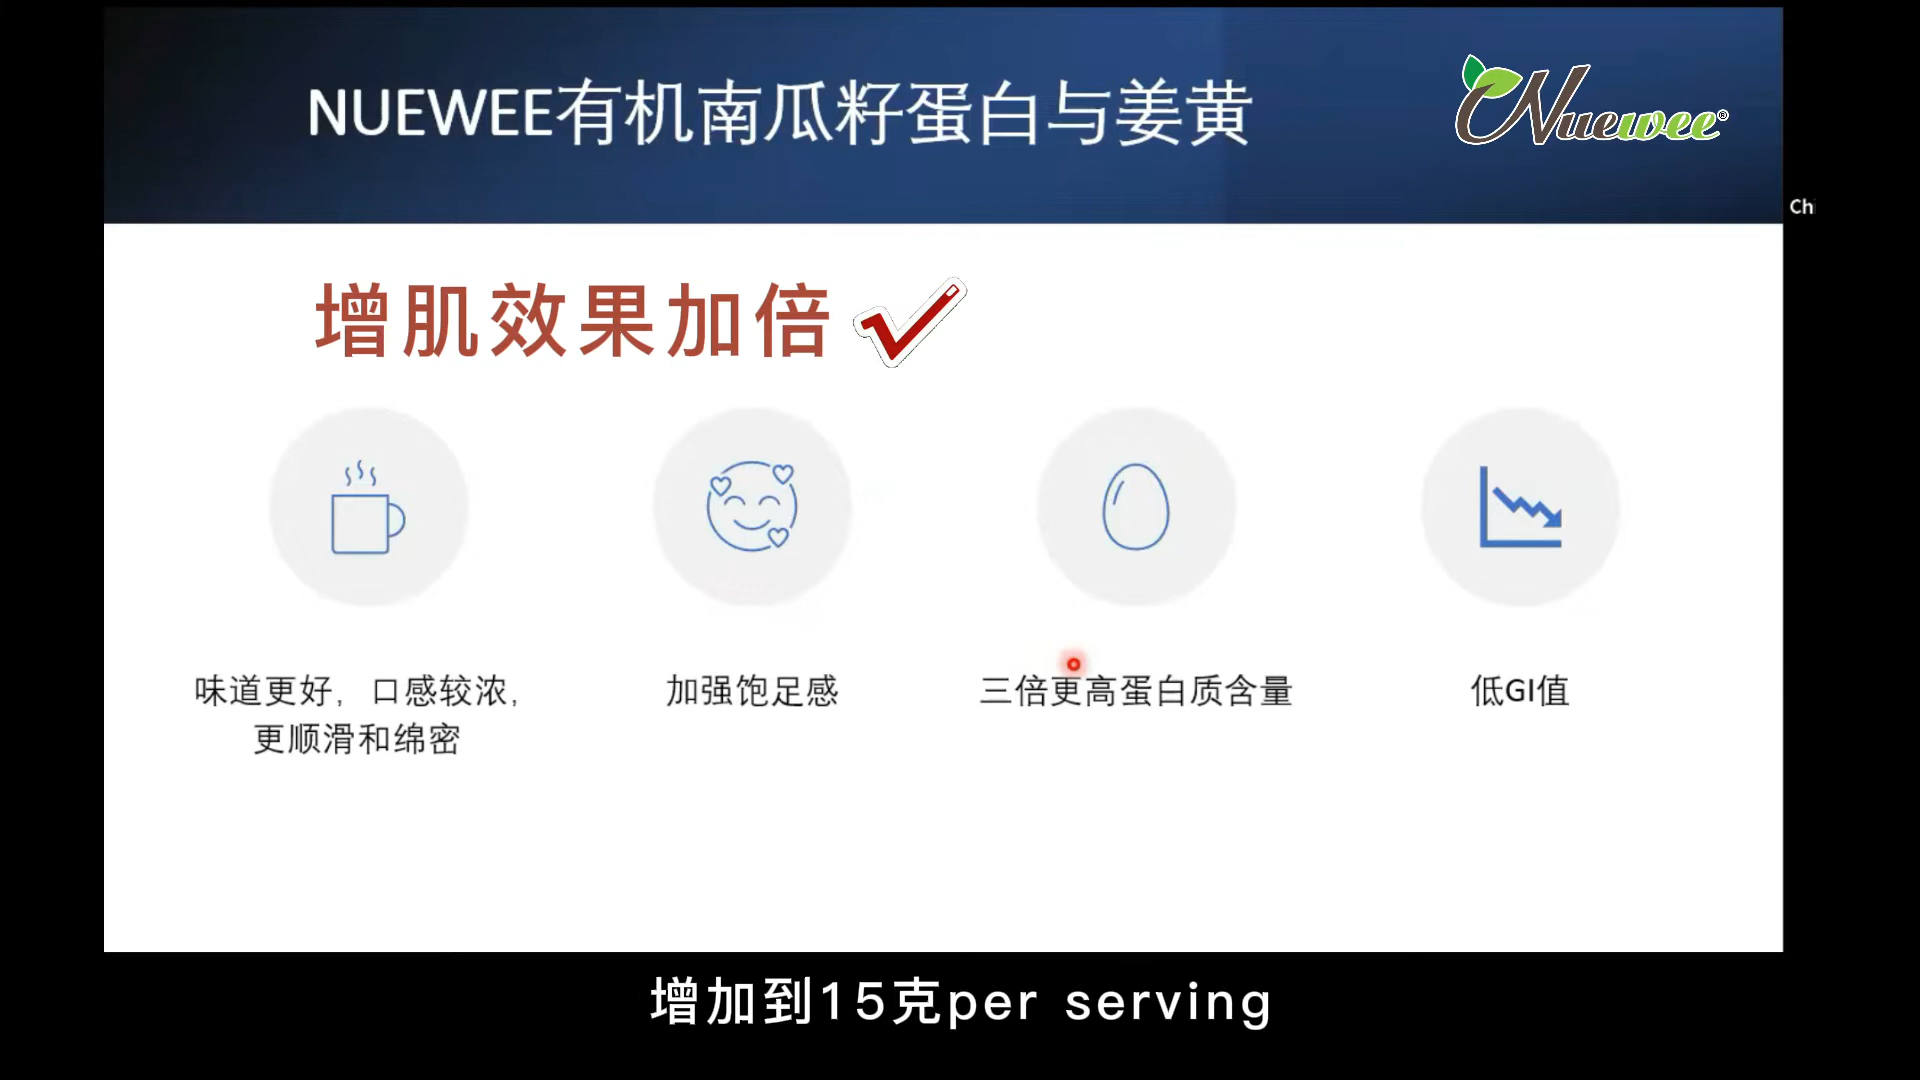 NUEWEE有机南瓜籽蛋白与姜黄
Nuewee®
Ch
增肌效果加倍
味道更好，口感较浓，
更顺滑和绵密
加强饱足感
三倍更高蛋白质含量
低GI值
增加到15克per serving